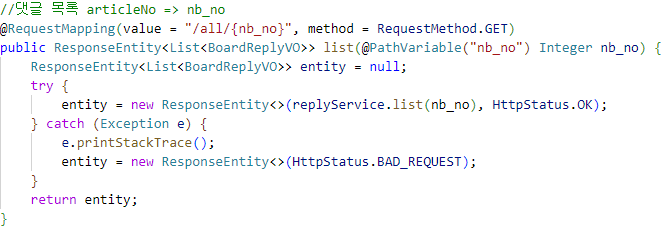 //댓글 목록 articleNo => nb_no
@RequestMapping(value = "/all/{nb_no}", method = RequestMethod.GET)
public ResponseEntity<List<BoardReplyVO>> list(@PathVariable("nb_no") Integer nb_no) {
    ResponseEntity<List<BoardReplyVO>> entity = null;
    try {
        entity = new ResponseEntity<>(replyService.list(nb_no), HttpStatus.OK);
    } catch (Exception e) {
        e.printStackTrace();
        entity = new ResponseEntity<>(HttpStatus.BAD_REQUEST);
    }
    return entity;
}